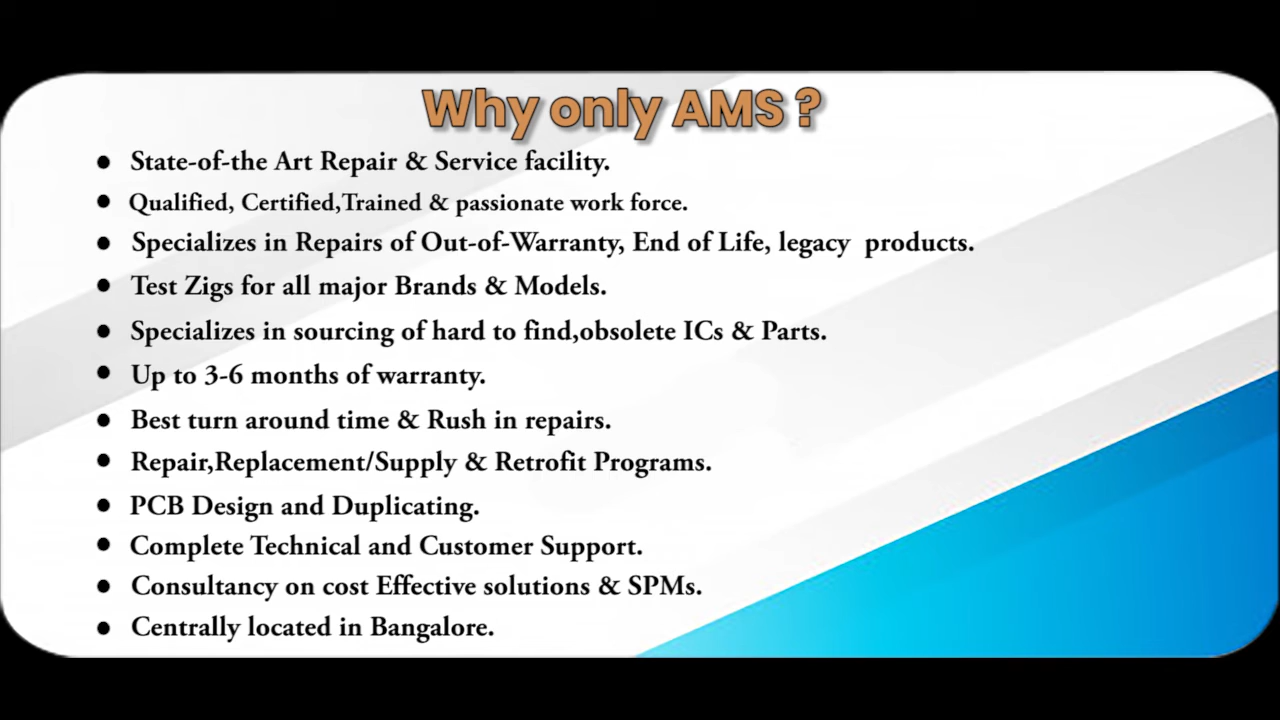 Why only AMS ?
● State-of-the Art Repair & Service facility.
● Qualified, Certified,Trained & passionate work force.
● Specializes in Repairs of Out-of-Warranty, End of Life, legacy products.
● Test Zigs for all major Brands & Models.
● Specializes in sourcing of hard to find,obsolete ICs & Parts.
● Up to 3-6 months of warranty.
● Best turn around time & Rush in repairs.
● Repair,Replacement/Supply & Retrofit Programs.
● PCB Design and Duplicating.
● Complete Technical and Customer Support.
● Consultancy on cost Effective solutions & SPMs.
● Centrally located in Bangalore.